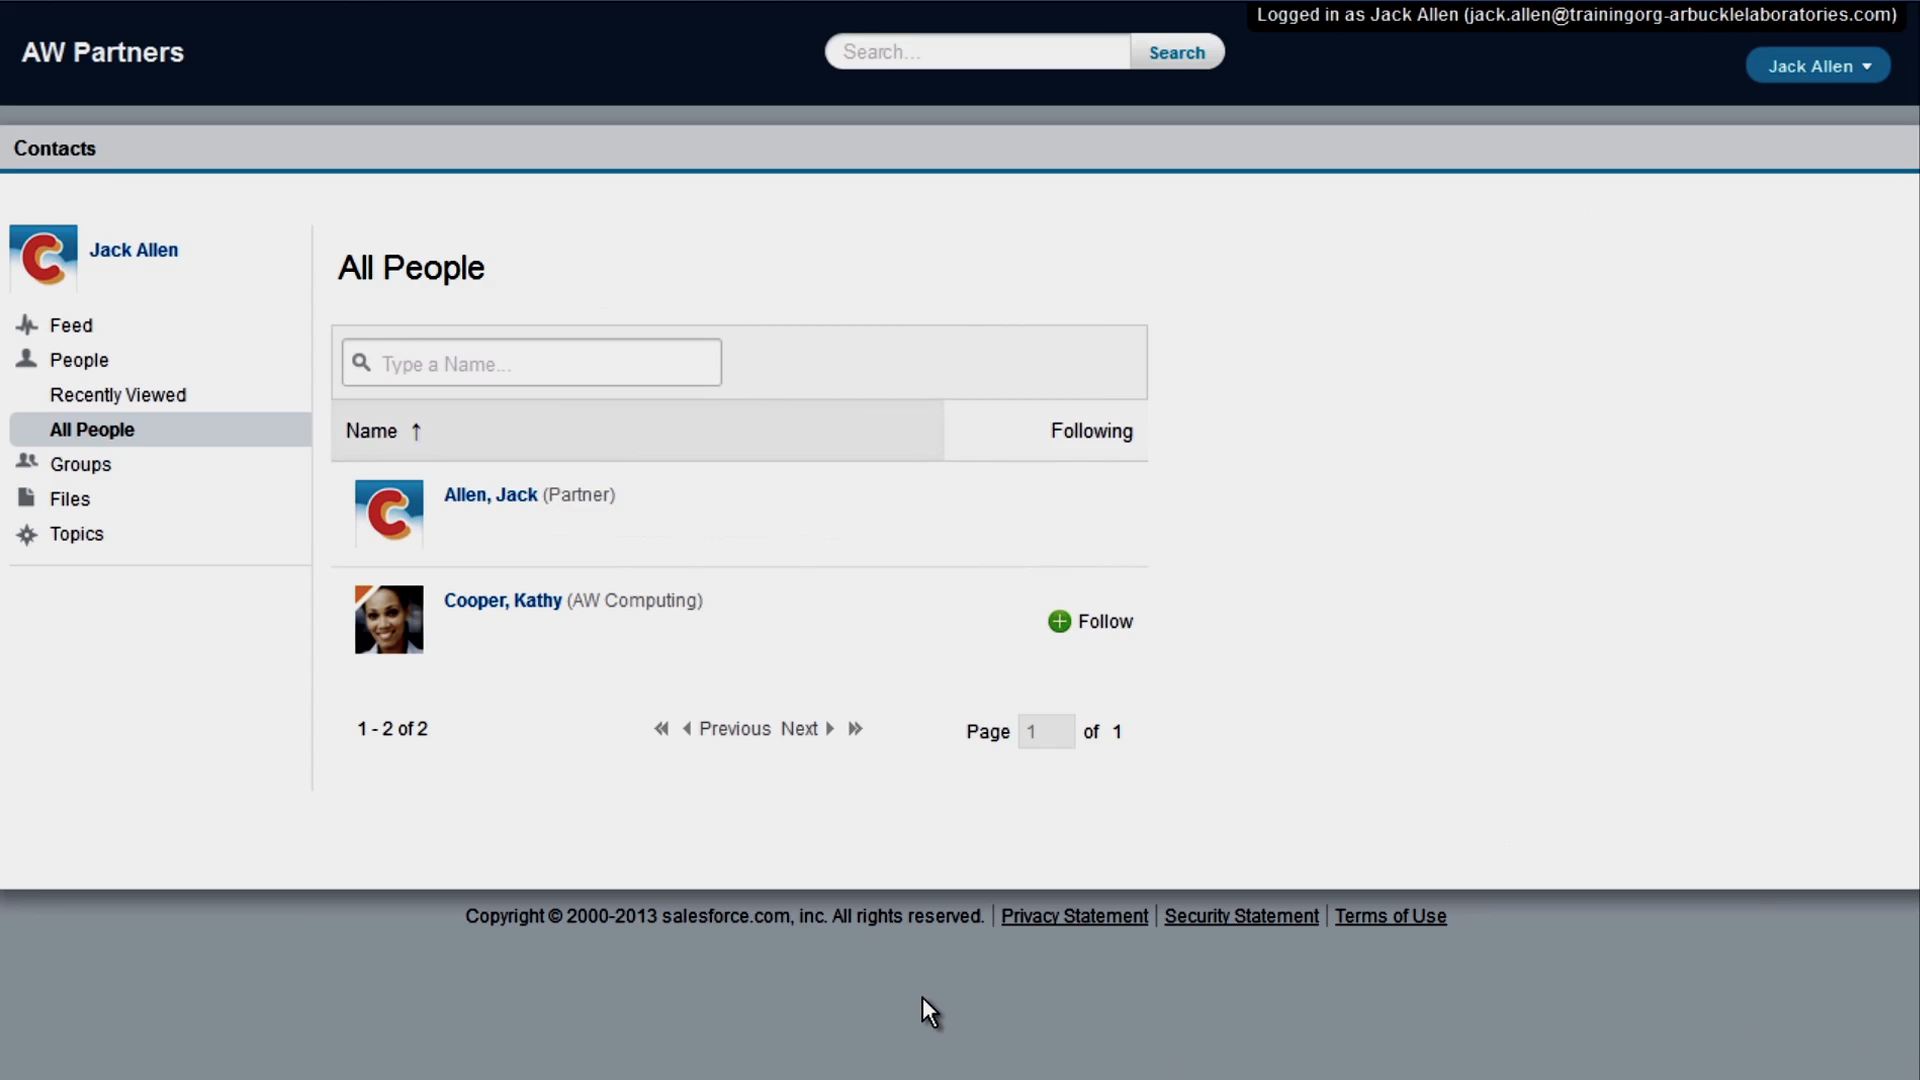 Logged in as Jack Allen (jack.allen@trainingorg-arbucklelaboratories.com)
AW Partners
Search...
Search
Jack Allen
Contacts
Jack Allen
Feed
People
Recently Viewed
All People
Groups
Files
Topics
All People
Type a Name...
Name ↑ Following
Allen, Jack (Partner)
Cooper, Kathy (AW Computing)
Follow
1 - 2 of 2 Previous Next Page 1 of 1
Copyright © 2000-2013 salesforce.com, inc. All rights reserved. | Privacy Statement | Security Statement | Terms of Use